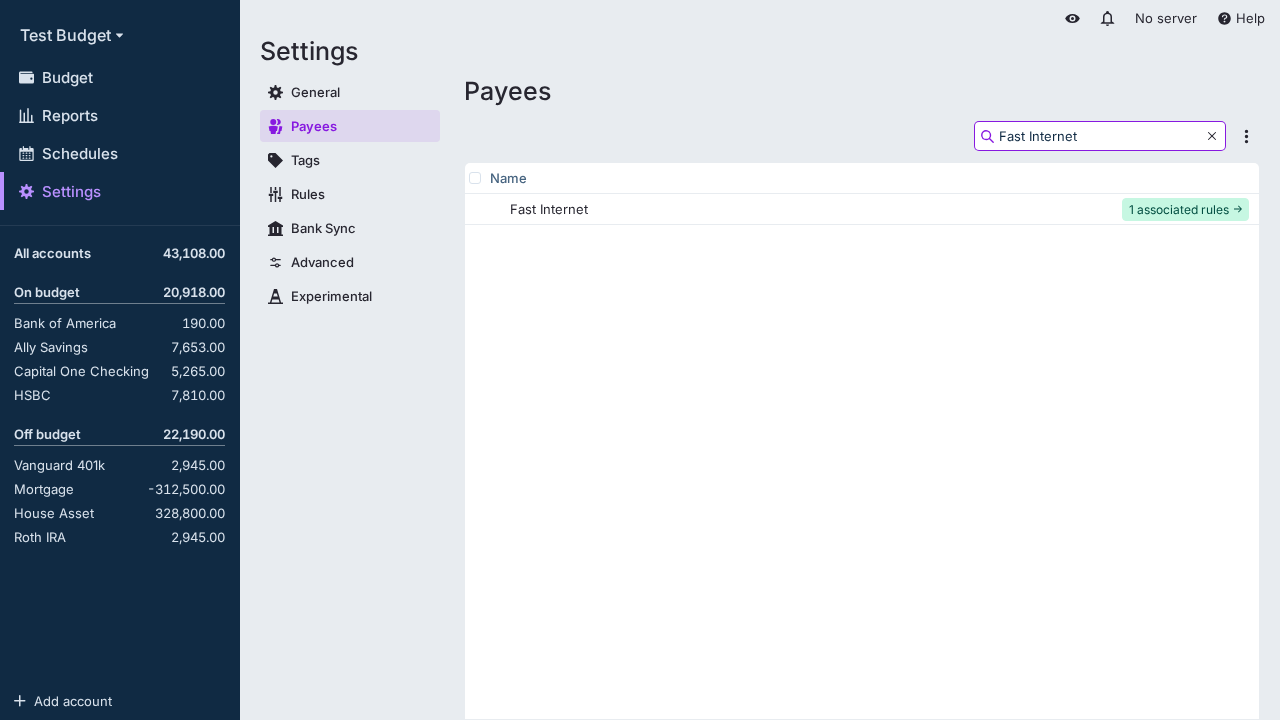 Test Budget
Budget
Reports
Schedules
Settings
All accounts 43,108.00
On budget 20,918.00
Bank of America 190.00
Ally Savings 7,653.00
Capital One Checking 5,265.00
HSBC 7,810.00
Off budget 22,190.00
Vanguard 401k 2,945.00
Mortgage -312,500.00
House Asset 328,800.00
Roth IRA 2,945.00
Add account
No server
Help
Settings
General
Payees
Tags
Rules
Bank Sync
Advanced
Experimental
Payees
Fast Internet
Name
Fast Internet 1 associated rules →